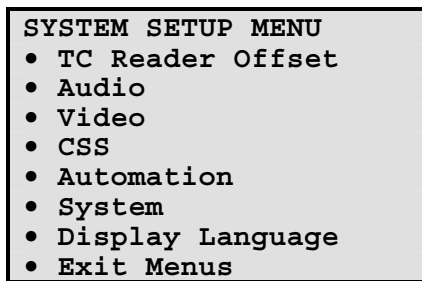 SYSTEM SETUP MENU
• TC Reader Offset
• Audio
• Video
• CSS
• Automation
• System
• Display Language
• Exit Menus